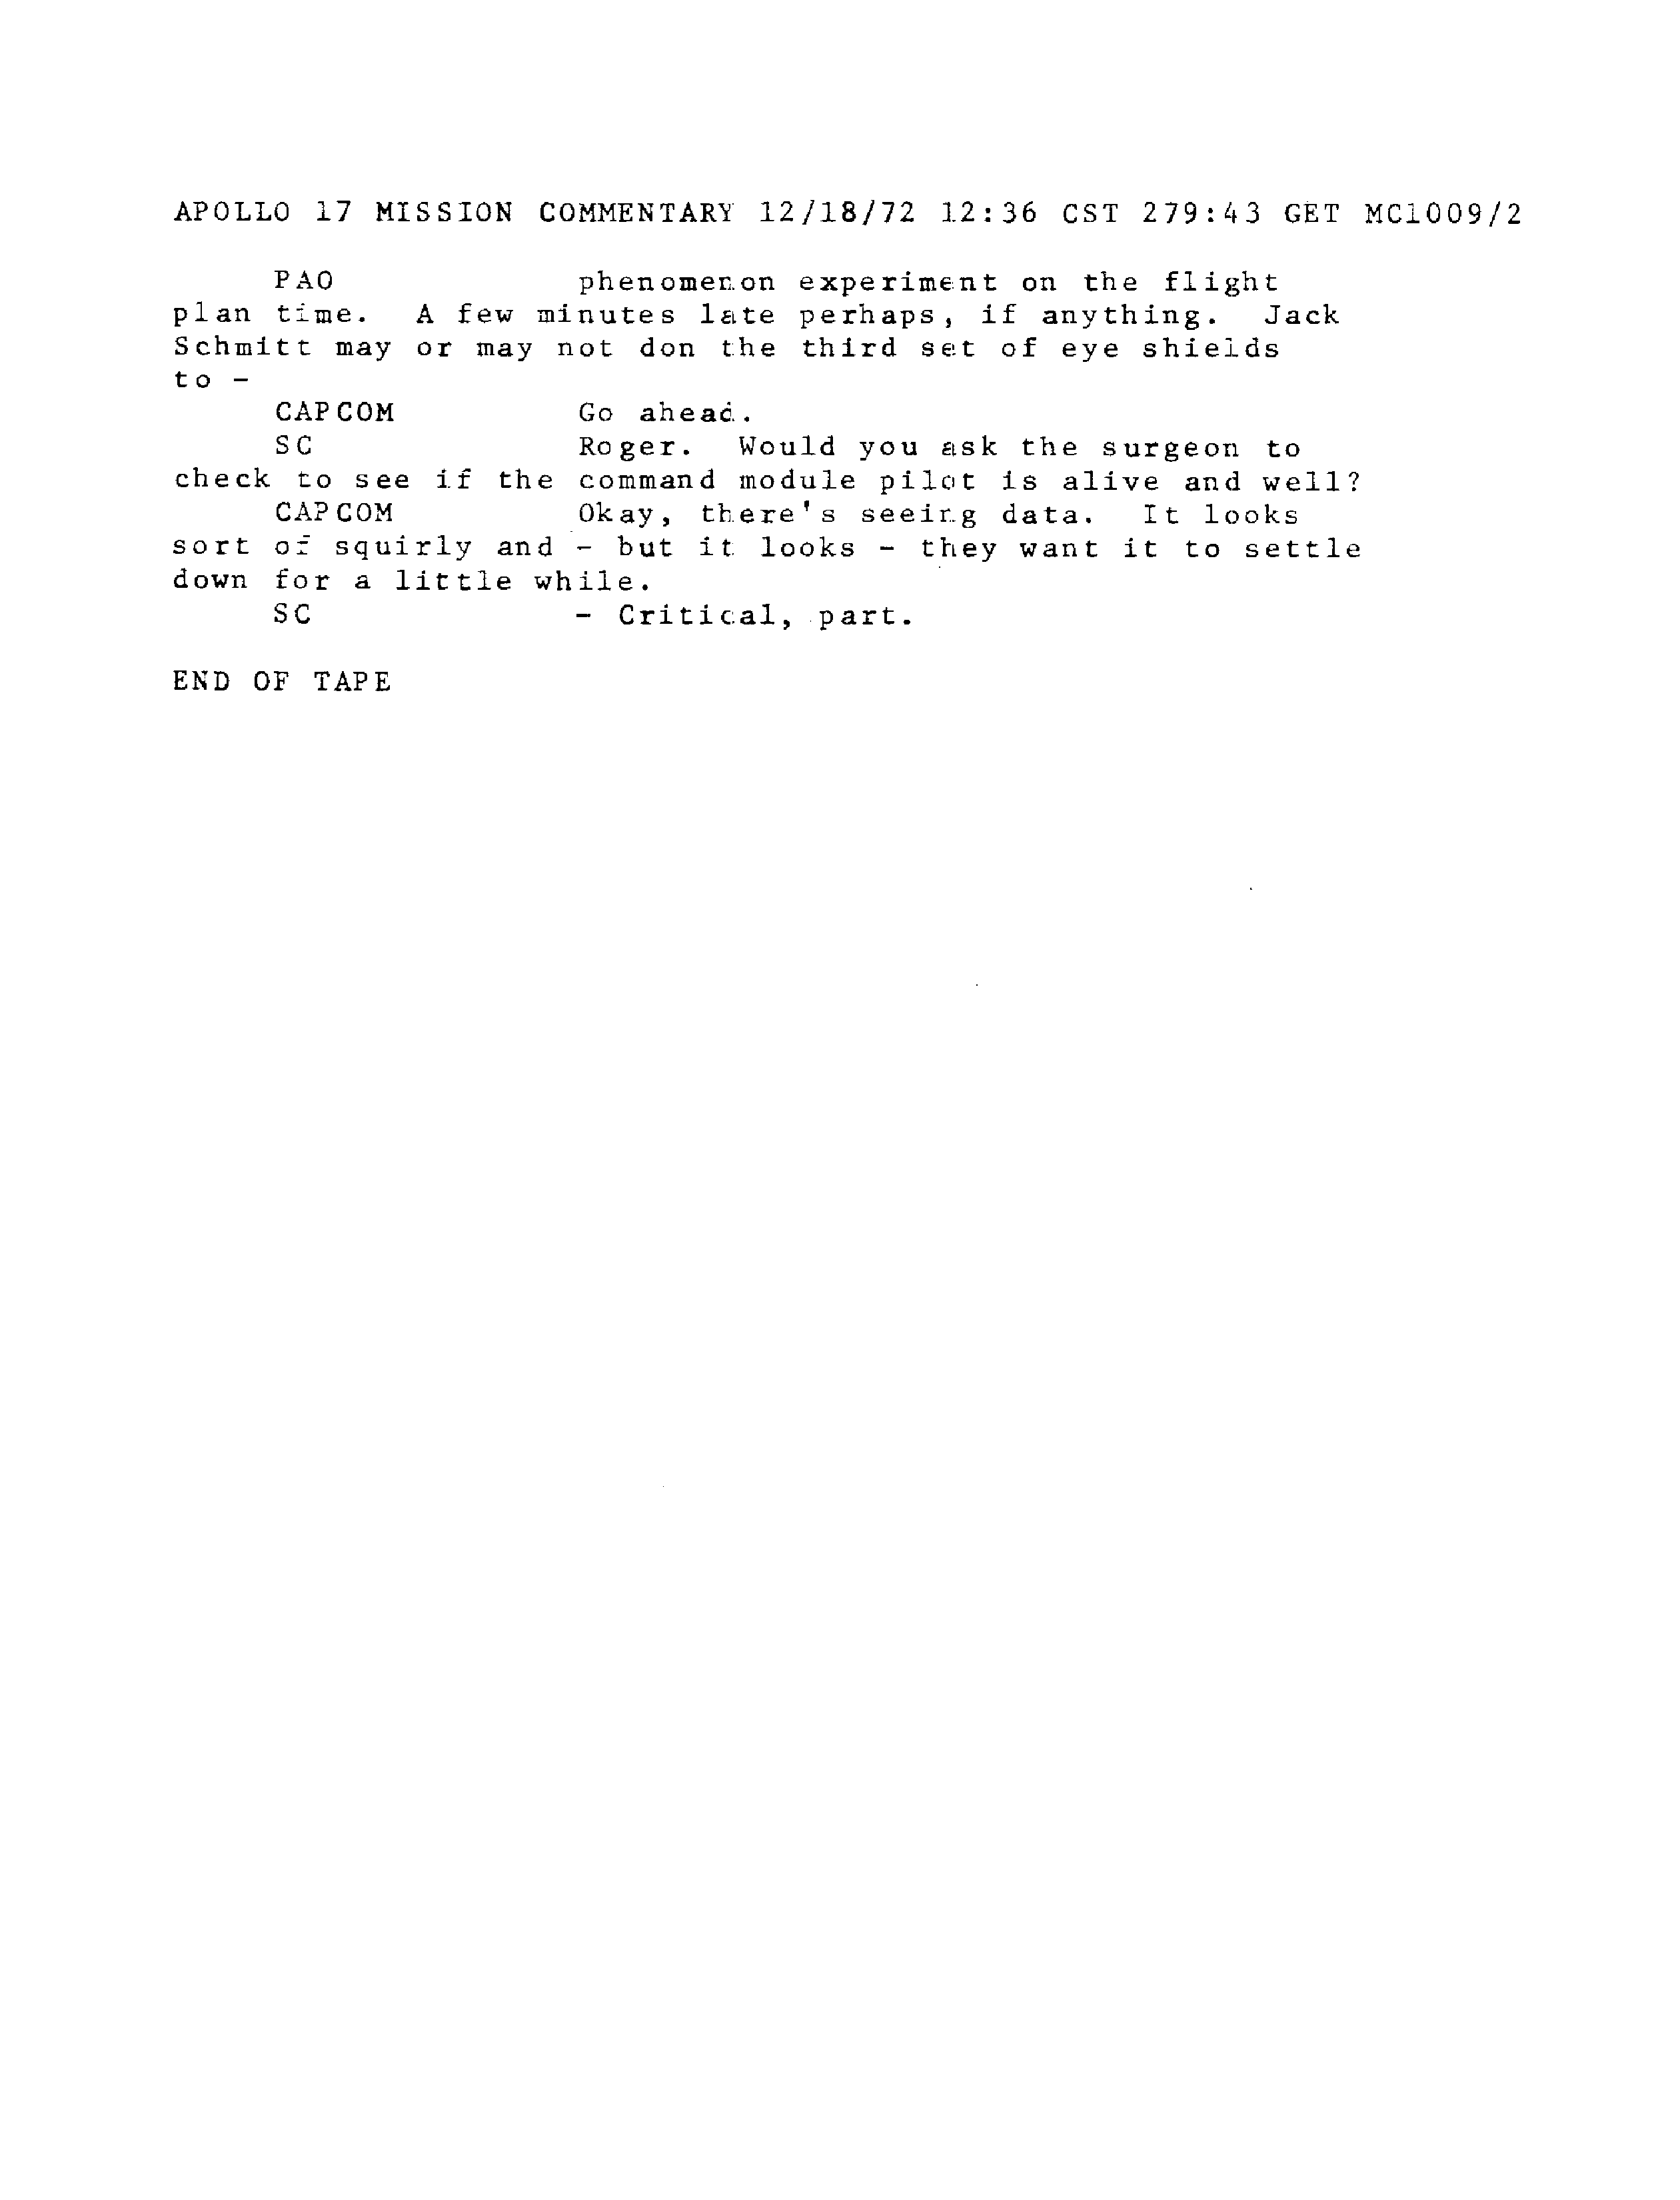 APOLLO 17 MISSION COMMENTARY 12/18/72 12:36 CST 279:43 GET MC1009/2
PAO phenomenon experiment on the flight
plan time. A few minutes late perhaps, if anything. Jack
Schmitt may or may not don the third set of eye shields
to -
CAPCOM Go ahead.
SC Roger. Would you ask the surgeon to
check to see if the command module pilot is alive and well?
CAPCOM Okay, there's seeing data. It looks
sort of squirly and - but it looks - they want it to settle
down for a little while.
SC - Critical, part.
END OF TAPE